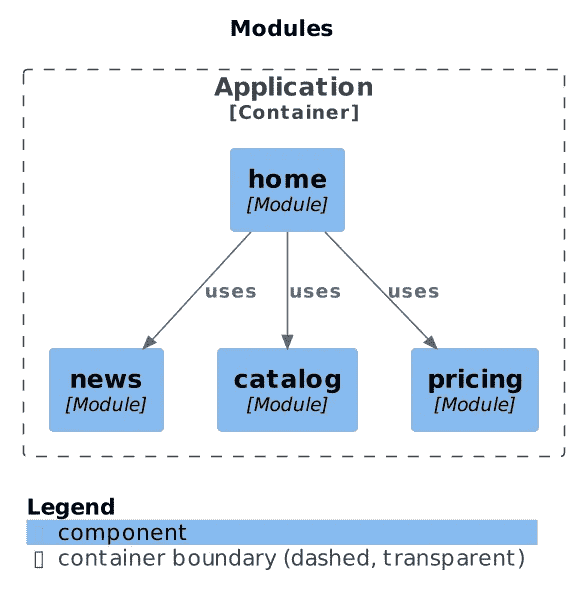 Modules
Application
[Container]
home
[Module]
uses uses uses
news catalog pricing
[Module] [Module] [Module]
Legend
component
▯ container boundary (dashed, transparent)